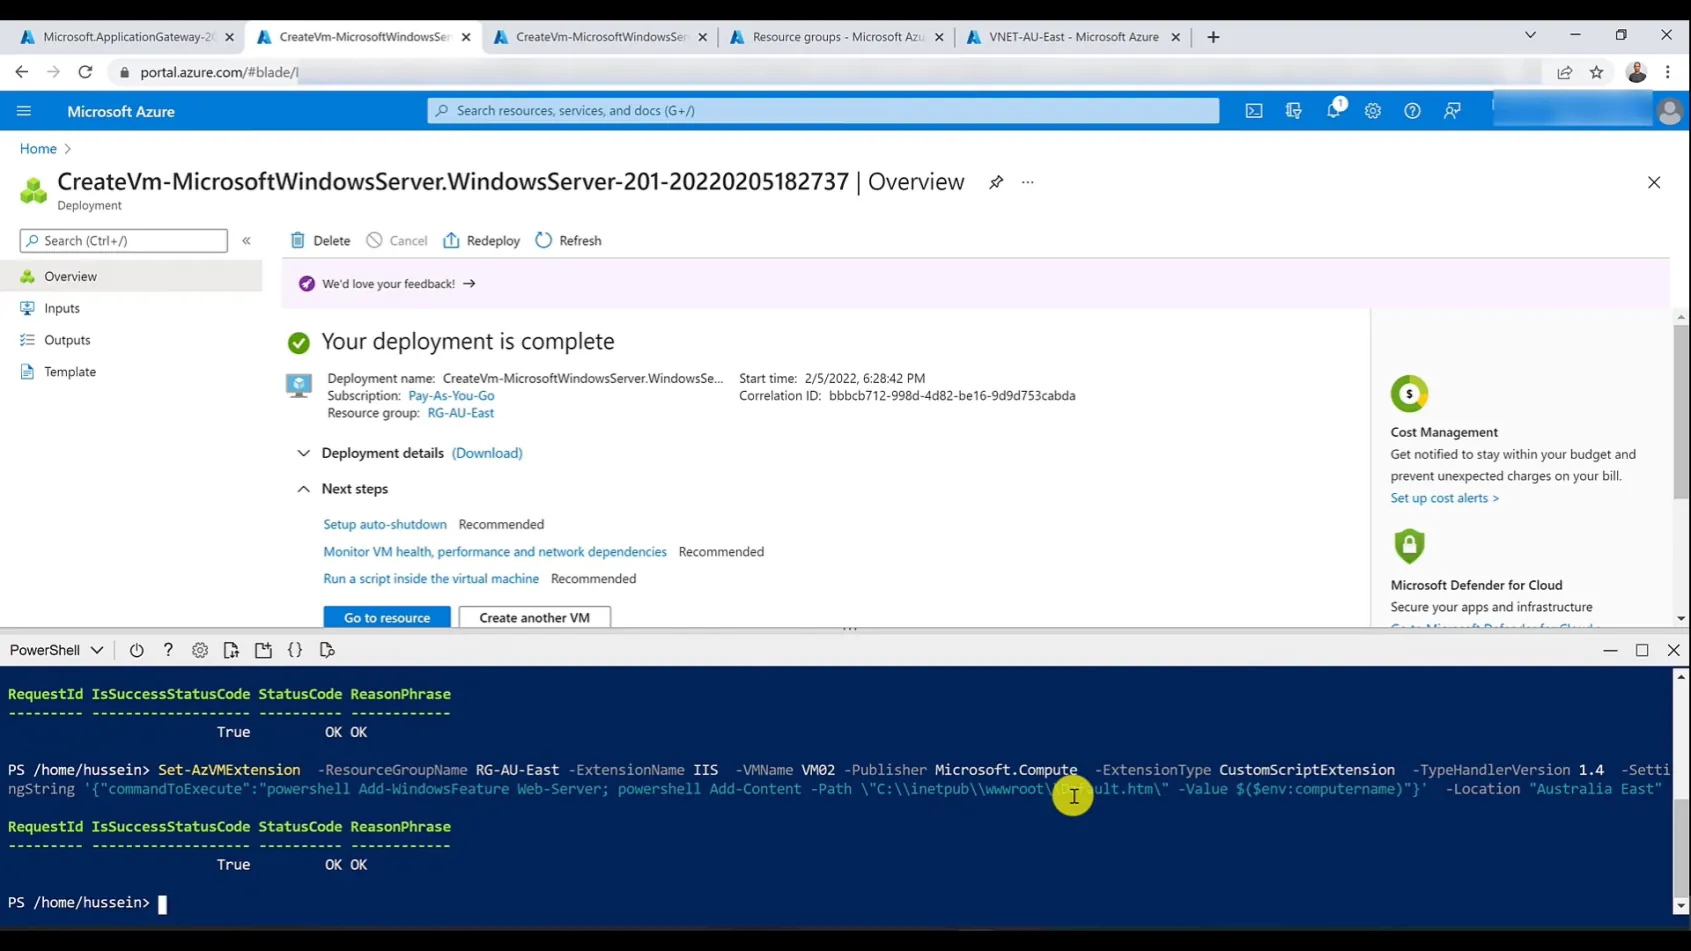 Microsoft.ApplicationGateway-20
CreateVm-MicrosoftWindowsSer
CreateVm-MicrosoftWindowsSer
Resource groups - Microsoft Azu
VNET-AU-East - Microsoft Azure
portal.azure.com/#blade/
Microsoft Azure
Search resources, services, and docs (G+/)
1
Home
CreateVm-MicrosoftWindowsServer.WindowsServer-201-20220205182737 | Overview
Deployment
Search (Ctrl+/)
Delete Cancel Redeploy Refresh
We'd love your feedback! →
Overview
Inputs
Outputs
Template
Your deployment is complete
Deployment name: CreateVm-MicrosoftWindowsServer.WindowsSe...
Subscription: Pay-As-You-Go
Resource group: RG-AU-East
Start time: 2/5/2022, 6:28:42 PM
Correlation ID: bbbcb712-998d-4d82-be16-9d9d753cabda
Deployment details (Download)
Next steps
Setup auto-shutdown Recommended
Monitor VM health, performance and network dependencies Recommended
Run a script inside the virtual machine Recommended
Go to resource
Create another VM
Cost Management
Get notified to stay within your budget and
prevent unexpected charges on your bill.
Set up cost alerts >
Microsoft Defender for Cloud
Secure your apps and infrastructure
Go to Microsoft Defender for Cloud >
PowerShell
RequestId IsSuccessStatusCode StatusCode ReasonPhrase
--------- ------------------- ---------- ------------
True OK OK
PS /home/hussein> Set-AzVMExtension -ResourceGroupName RG-AU-East -ExtensionName IIS -VMName VM02 -Publisher Microsoft.Compute -ExtensionType CustomScriptExtension -TypeHandlerVersion 1.4 -Setti
ngString '{"commandToExecute":"powershell Add-WindowsFeature Web-Server; powershell Add-Content -Path \"C:\\inetpub\\wwwroot\\Default.htm\" -Value $($env:computername)"}' -Location "Australia East"
RequestId IsSuccessStatusCode StatusCode ReasonPhrase
--------- ------------------- ---------- ------------
True OK OK
PS /home/hussein>